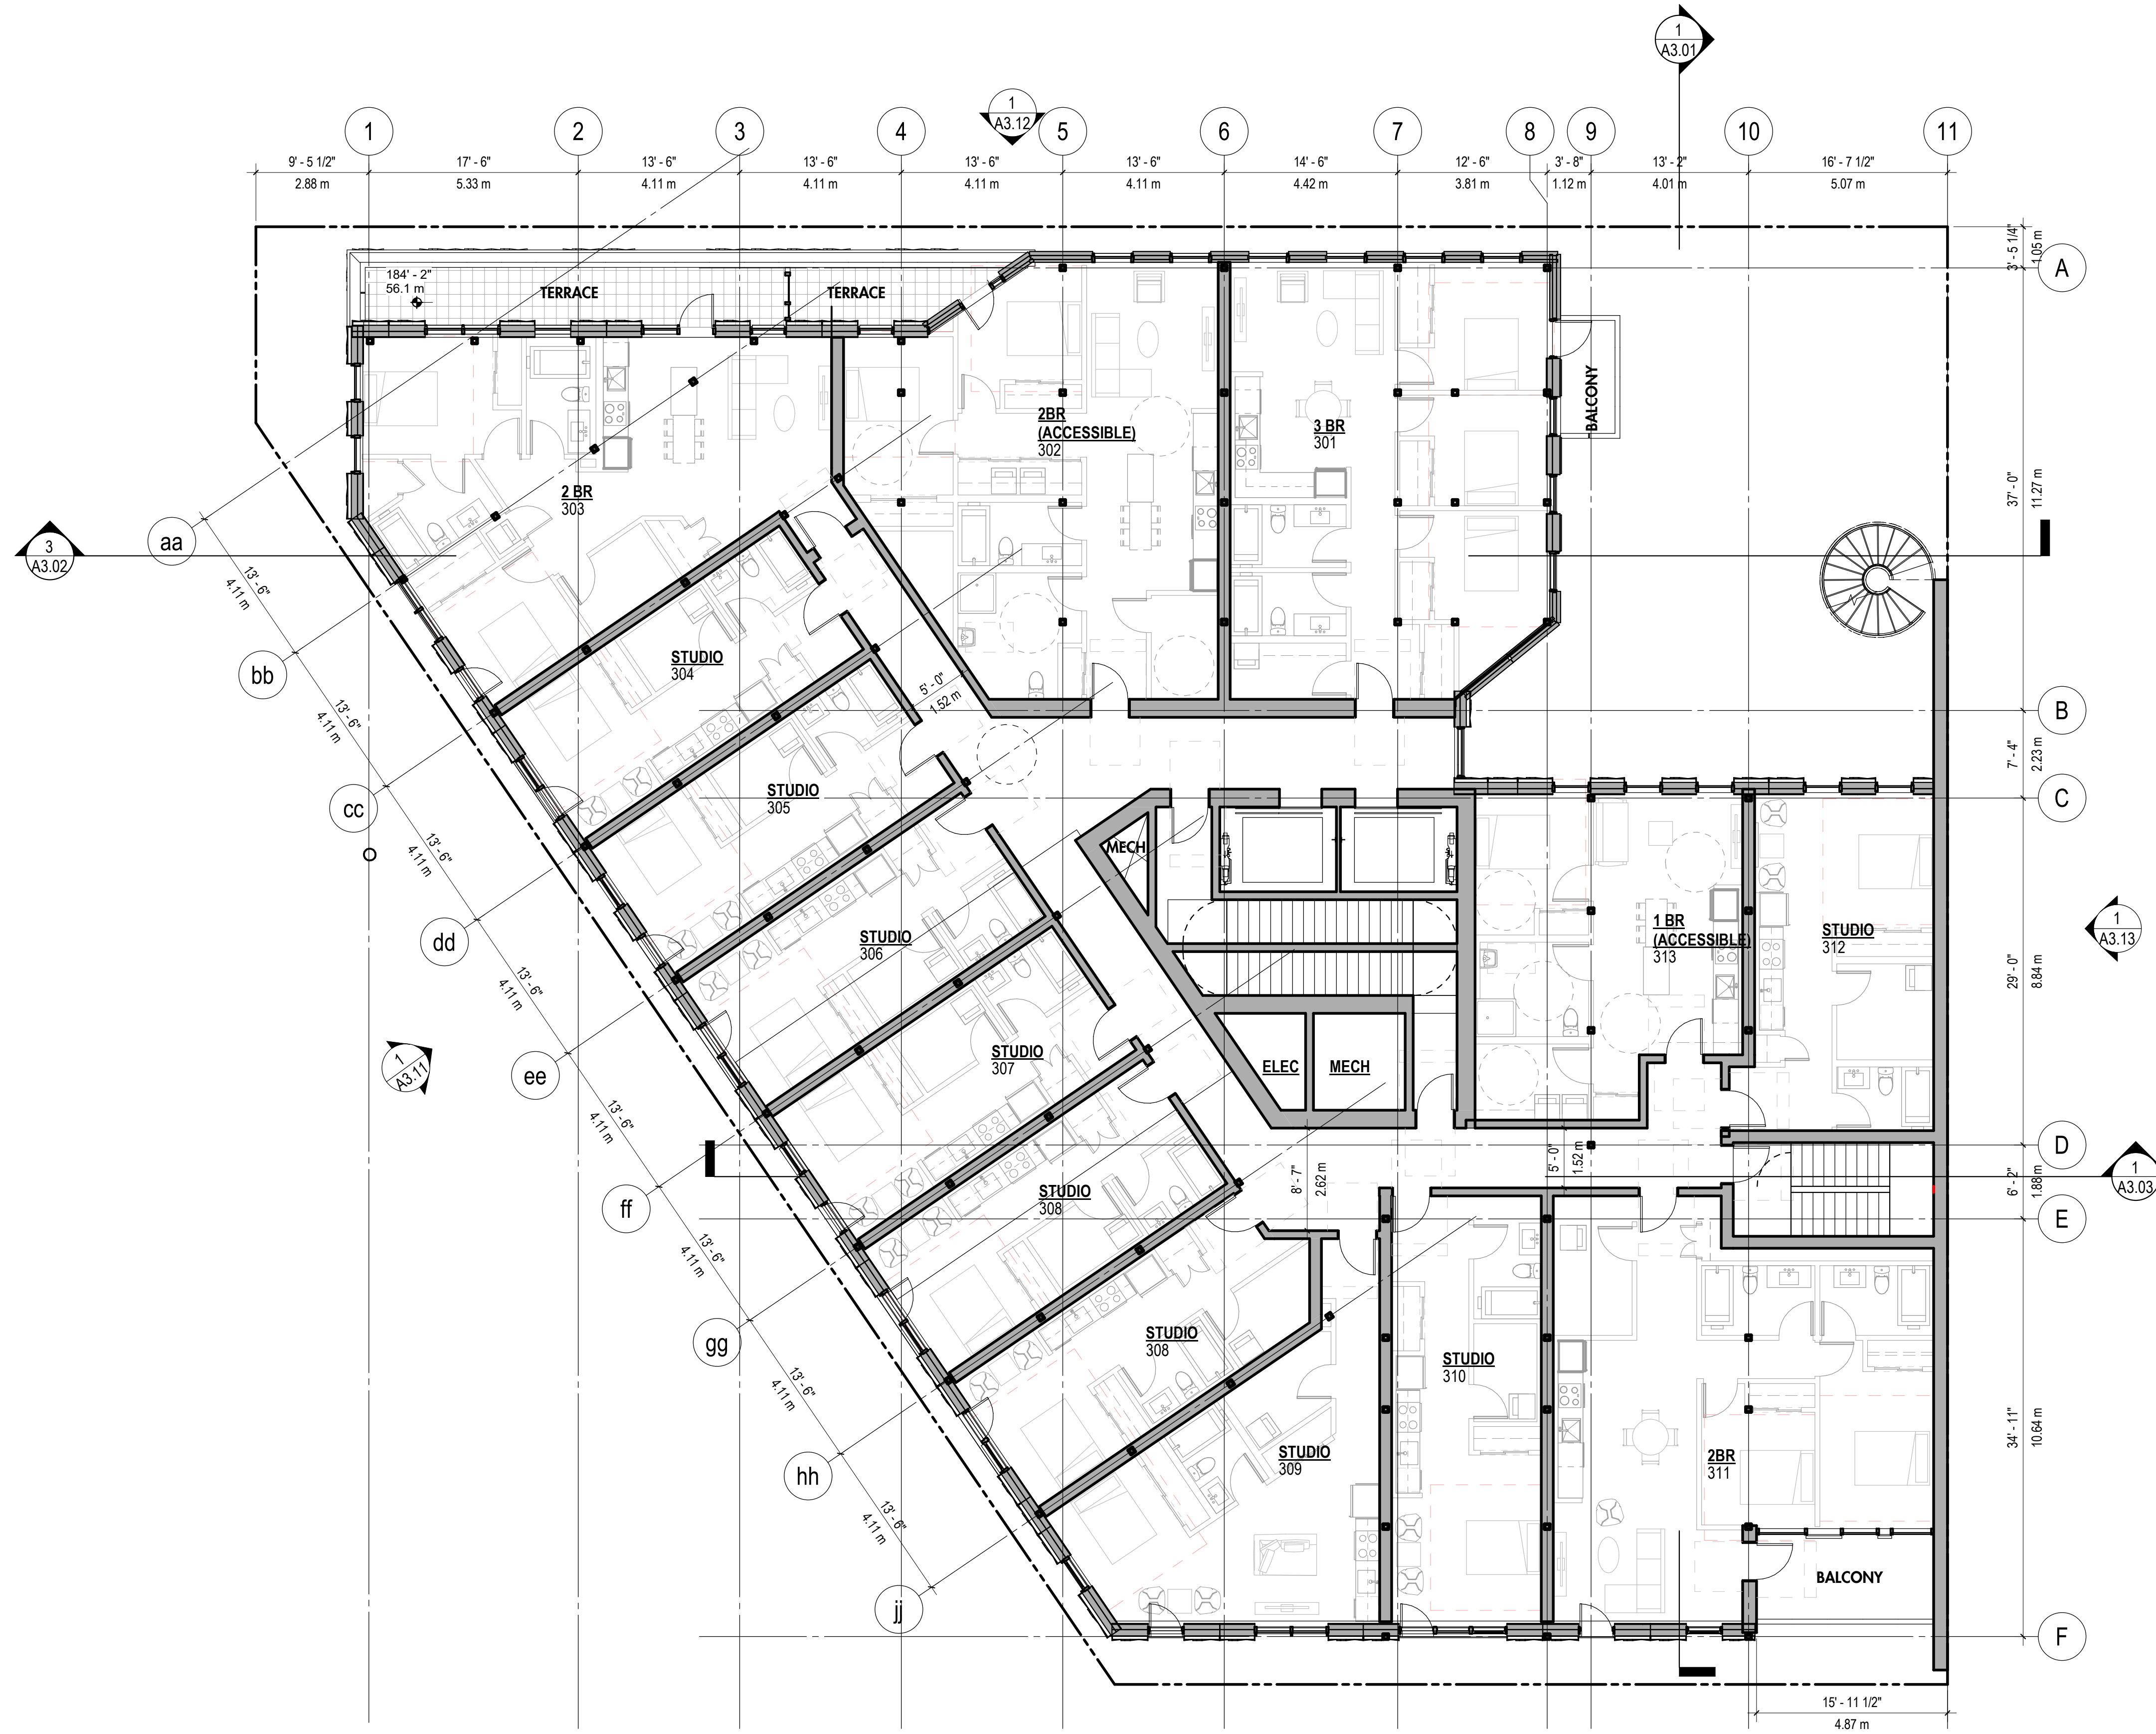 1
A3.01
1
2
3
4
1
A3.12
5
6
7
8
9
10
11
9' - 5 1/2"
17' - 6"
13' - 6"
13' - 6"
13' - 6"
13' - 6"
14' - 6"
12' - 6"
3' - 8"
13' - 2"
16' - 7 1/2"
2.88 m
5.33 m
4.11 m
4.11 m
4.11 m
4.11 m
4.42 m
3.81 m
1.12 m
4.01 m
5.07 m
3' - 5 1/4"
1.05 m
A
184' - 2"
56.1 m
TERRACE
TERRACE
BALCONY
2BR
(ACCESSIBLE)
302
3 BR
301
2 BR
303
37' - 0"
11.27 m
aa
3
A3.02
13' - 6"
4.11 m
bb
STUDIO
304
5' - 0"
1.52 m
B
13' - 6"
4.11 m
7' - 4"
2.23 m
STUDIO
305
cc
C
MECH
13' - 6"
4.11 m
dd
STUDIO
306
1 BR
(ACCESSIBLE)
313
STUDIO
312
1
A3.13
29' - 0"
8.84 m
13' - 6"
4.11 m
1
A3.11
ee
STUDIO
307
ELEC
MECH
13' - 6"
4.11 m
D
5' - 0"
1.52 m
8' - 7"
2.62 m
6' - 2"
1.88m
1
A3.03
STUDIO
308
ff
E
13' - 6"
4.11 m
gg
STUDIO
308
STUDIO
310
13' - 6"
4.11 m
STUDIO
309
2BR
311
34' - 11"
10.64 m
hh
13' - 6"
4.11 m
BALCONY
jj
F
15' - 11 1/2"
4.87 m